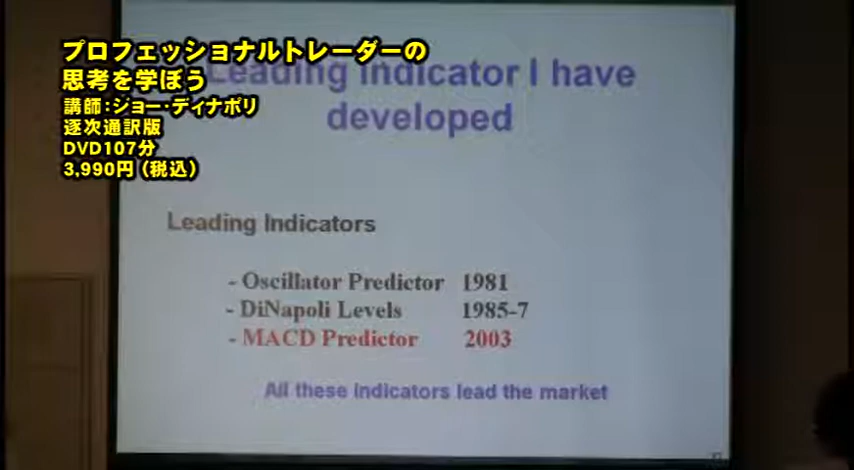 プロフェッショナルトレーダーの
思考を学ぼう
講師：ジョー・ディナポリ
逐次通訳版
DVD107分
3,990円（税込）
Leading Indicator I have
developed
Leading Indicators
- Oscillator Predictor 1981
- DiNapoli Levels 1985-7
- MACD Predictor 2003
All these indicators lead the market